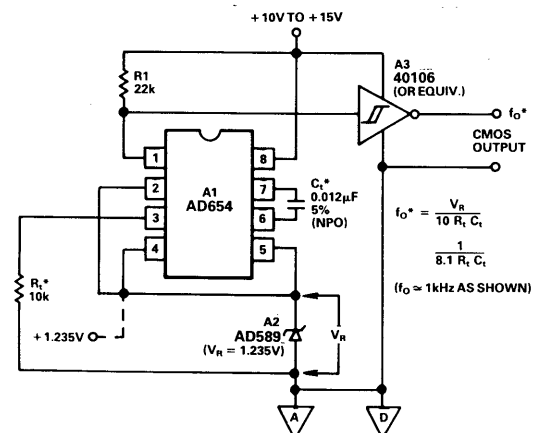 + 10V TO + 15V
R1
22k
A3
40106
(OR EQUIV.)
fO*
CMOS
OUTPUT
1
2
3
4
8
7
6
5
A1
AD654
Ct*
0.012µF
5%
(NPO)
fO* = VR
10 Rt Ct
1
8.1 Rt Ct
(fO ≃ 1kHz AS SHOWN)
Rt*
10k
+ 1.235V
A2
AD589
(VR = 1.235V)
VR
A
D